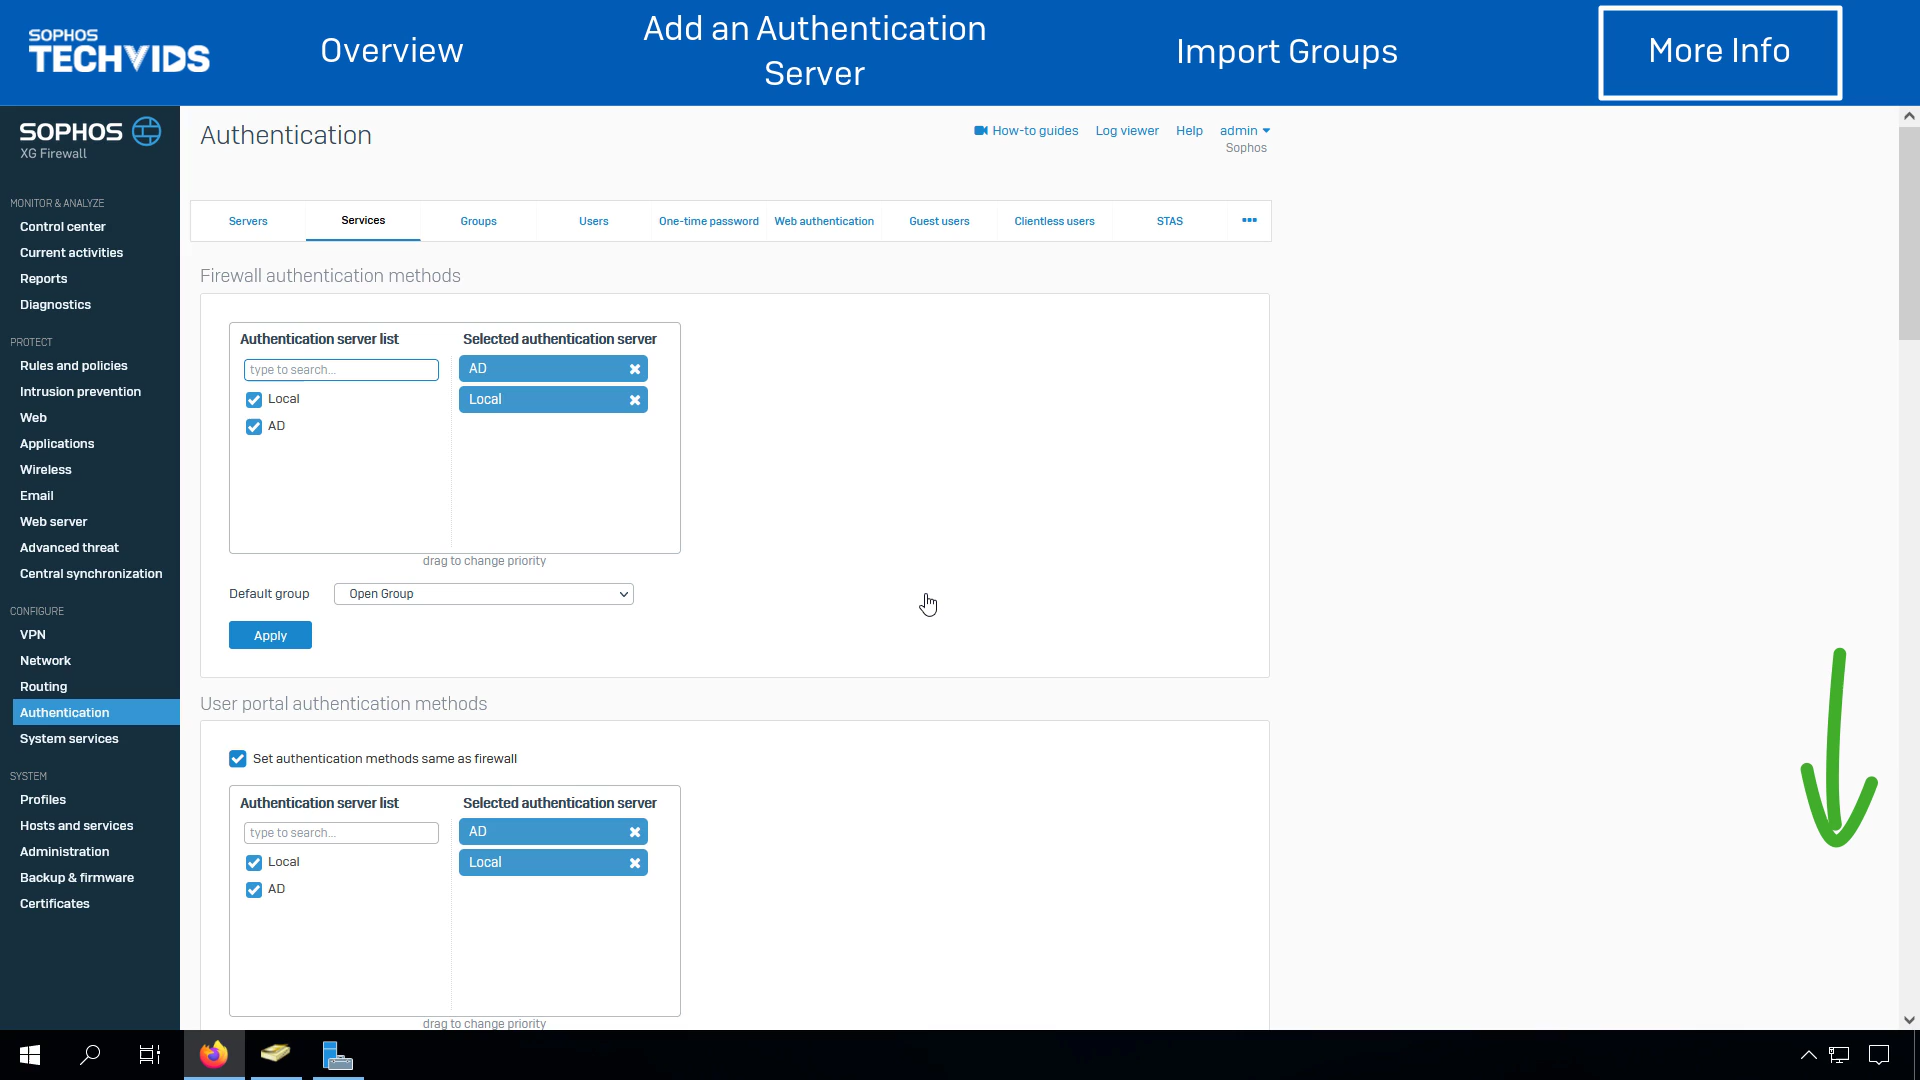 SOPHOS
TECHVIDS
Overview
Add an Authentication
Server
Import Groups
More Info
SOPHOS
XG Firewall
Authentication
How-to guides
Log viewer
Help
admin
Sophos
MONITOR & ANALYZE
Control center
Current activities
Reports
Diagnostics
PROTECT
Rules and policies
Intrusion prevention
Web
Applications
Wireless
Email
Web server
Advanced threat
Central synchronization
CONFIGURE
VPN
Network
Routing
Authentication
System services
SYSTEM
Profiles
Hosts and services
Administration
Backup & firmware
Certificates
Servers
Services
Groups
Users
One-time password
Web authentication
Guest users
Clientless users
STAS
Firewall authentication methods
Authentication server list
Selected authentication server
type to search...
AD
Local
Local
AD
drag to change priority
Default group
Open Group
Apply
User portal authentication methods
Set authentication methods same as firewall
Authentication server list
Selected authentication server
type to search...
AD
Local
Local
AD
drag to change priority